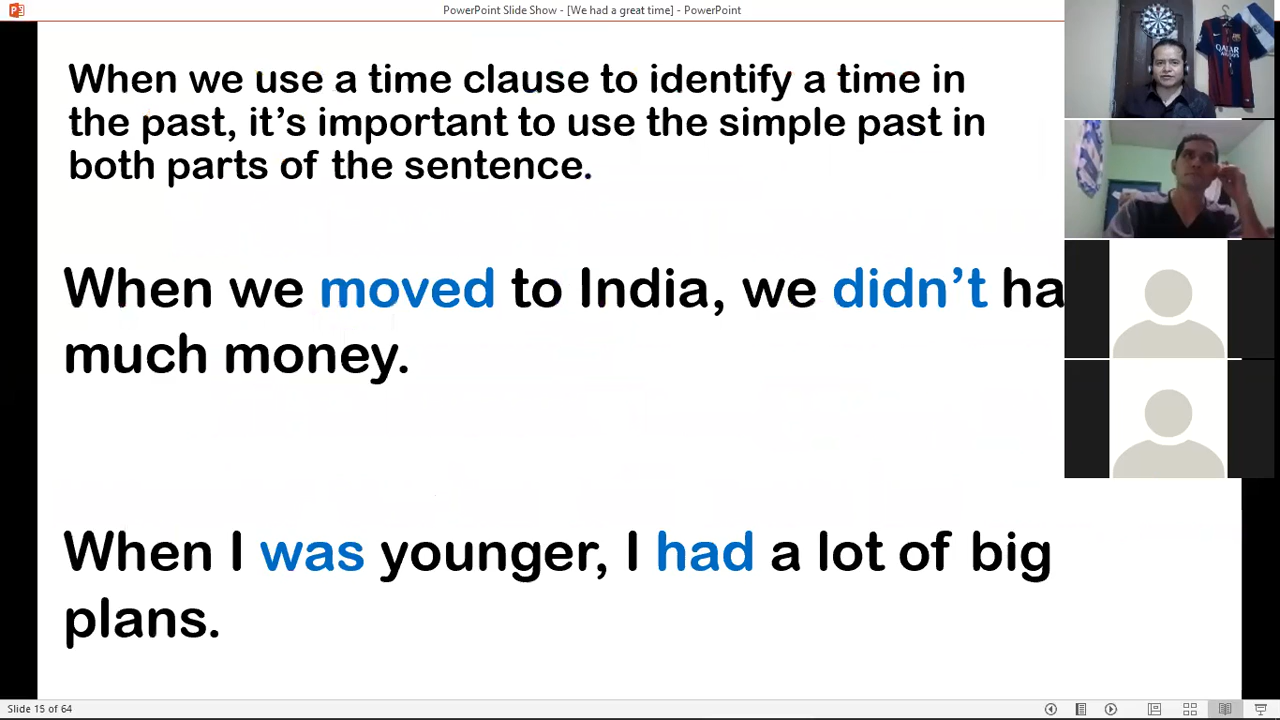 PowerPoint Slide Show - [We had a great time] - PowerPoint
When we use a time clause to identify a time in
the past, it's important to use the simple past in
both parts of the sentence.
When we moved to India, we didn't ha
much money.
When I was younger, I had a lot of big
plans.
Slide 15 of 64